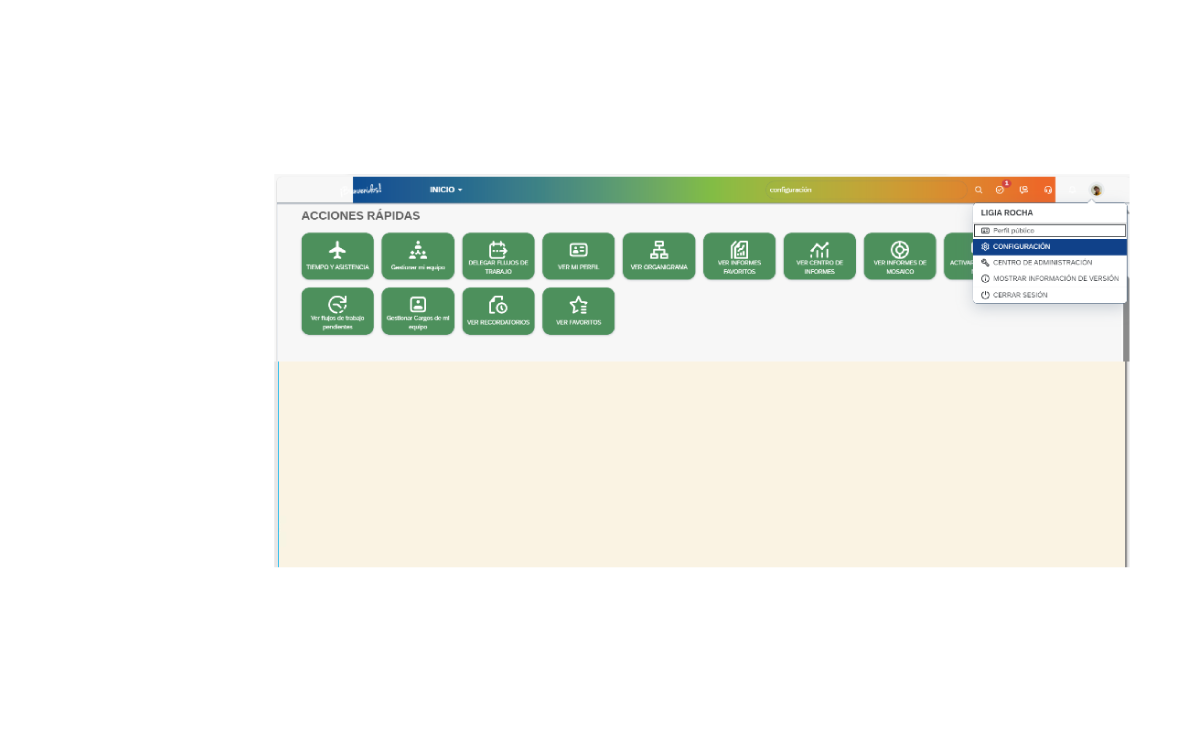 INICIO
configuración
1
LIGIA ROCHA
Perfil público
CONFIGURACIÓN
CENTRO DE ADMINISTRACIÓN
MOSTRAR INFORMACIÓN DE VERSIÓN
CERRAR SESIÓN
ACCIONES RÁPIDAS
TIEMPO Y ASISTENCIA
Gestionar mi equipo
DELEGAR FLUJOS DE
TRABAJO
VER MI PERFIL
VER ORGANIGRAMA
VER INFORMES
FAVORITOS
VER CENTRO DE
INFORMES
VER INFORMES DE
MOSAICO
Ver flujos de trabajo
pendientes
Gestionar Cargos de mi
equipo
VER RECORDATORIOS
VER FAVORITOS